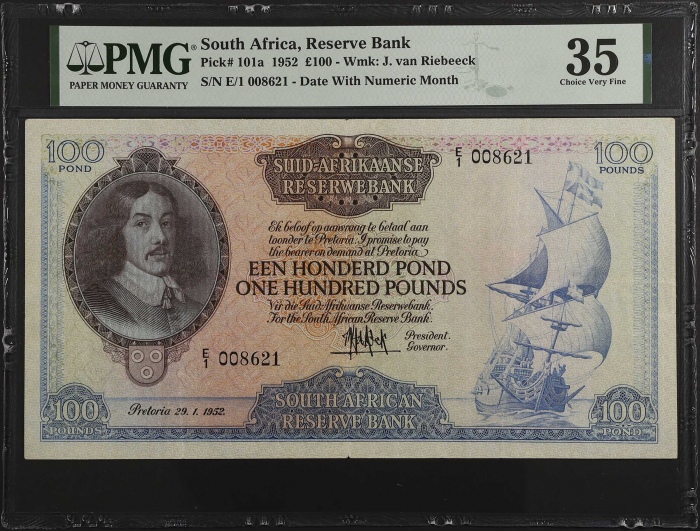 PMG
PAPER MONEY GUARANTY
South Africa, Reserve Bank
Pick# 101a 1952 £100 - Wmk: J. van Riebeeck
S/N E/1 008621 - Date With Numeric Month
35
Choice Very Fine
100
POND
SUID-AFRIKAANSE
RESERWEBANK
E/1 008621
100
POUNDS
Ek beloof op aanvrag te betaal aan
toonder te Pretoria. I promise to pay
the bearer on demand at Pretoria
EEN HONDERD POND
ONE HUNDRED POUNDS
Vir die Suid-Afrikaanse Reserwebank.
For the South African Reserve Bank.
President.
Governor.
E/1 008621
Pretoria 29. 1. 1952.
SOUTH AFRICAN
RESERVE BANK
100
POUNDS
100
POND